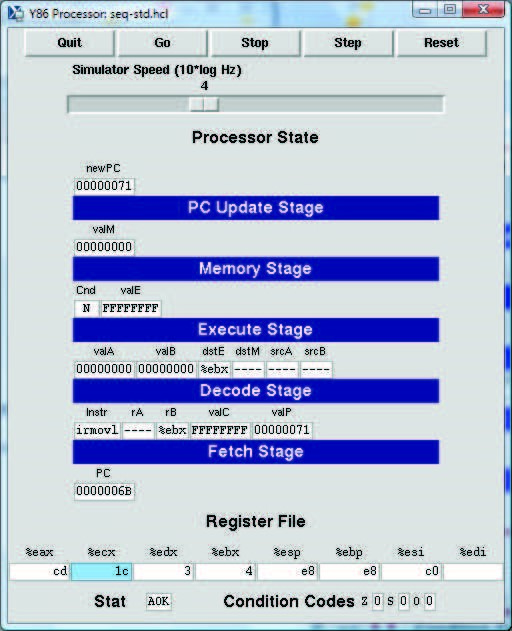 Y86 Processor: seq-std.hcl
Quit Go Stop Step Reset
Simulator Speed (10*log Hz)
4
Processor State
newPC
00000071
PC Update Stage
valM
00000000
Memory Stage
Cnd valE
N FFFFFFFF
Execute Stage
valA valB dstE dstM srcA srcB
00000000 00000000 %ebx ---- ---- ----
Decode Stage
Instr rA rB valC valP
irmovl ---- %ebx FFFFFFFF 00000071
Fetch Stage
PC
0000006B
Register File
%eax %ecx %edx %ebx %esp %ebp %esi %edi
cd 1c 3 4 e8 e8 c0
Stat AOK Condition Codes Z 0 S 0 0 0